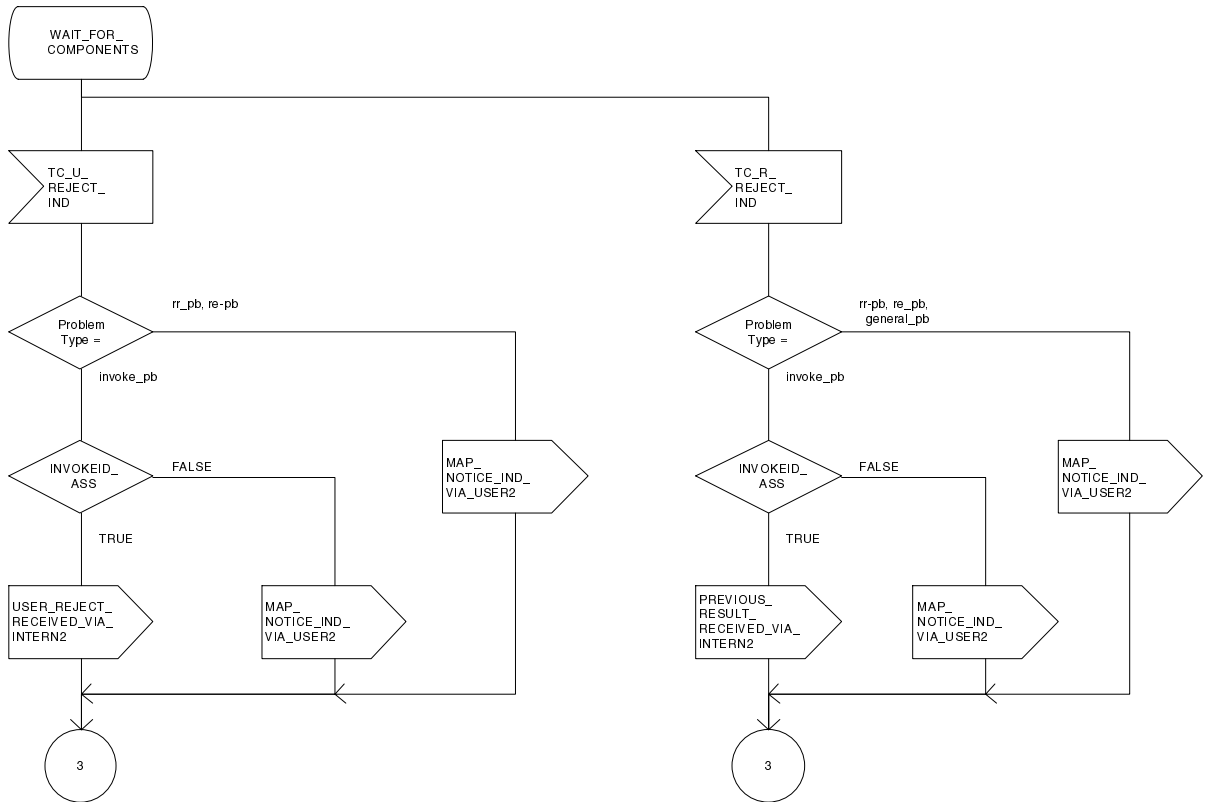 WAIT_FOR_
COMPONENTS
TC_U_
REJECT_
IND
TC_R_
REJECT_
IND
rr_pb, re-pb
Problem
Type =
invoke_pb
rr-pb, re_pb,
general_pb
Problem
Type =
invoke_pb
INVOKEID_
ASS
FALSE
TRUE
MAP_
NOTICE_IND_
VIA_USER2
INVOKEID_
ASS
FALSE
TRUE
MAP_
NOTICE_IND_
VIA_USER2
USER_REJECT_
RECEIVED_VIA_
INTERN2
MAP_
NOTICE_IND_
VIA_USER2
PREVIOUS_
RESULT_
RECEIVED_VIA_
INTERN2
MAP_
NOTICE_IND_
VIA_USER2
3
3